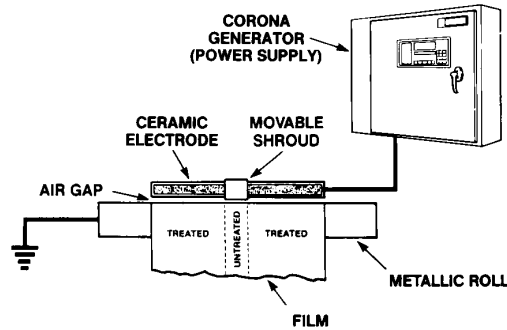 CORONA
GENERATOR
(POWER SUPPLY)
CERAMIC
ELECTRODE
MOVABLE
SHROUD
AIR GAP
TREATED
UNTREATED
TREATED
METALLIC ROLL
FILM